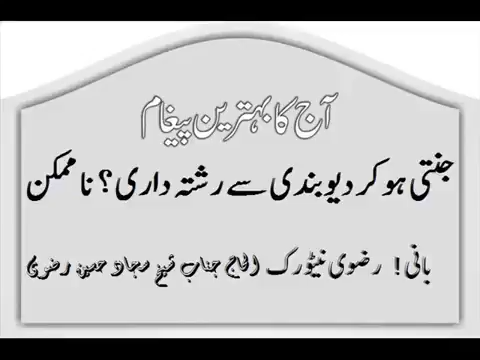 آج کا بہترین پیغام
جنتی ہو کر دیوبندی سے رشتہ داری؟ ناممکن
بانی! رضوی نیٹورک الحاج جناب شیخ سجاد حسین رضوی